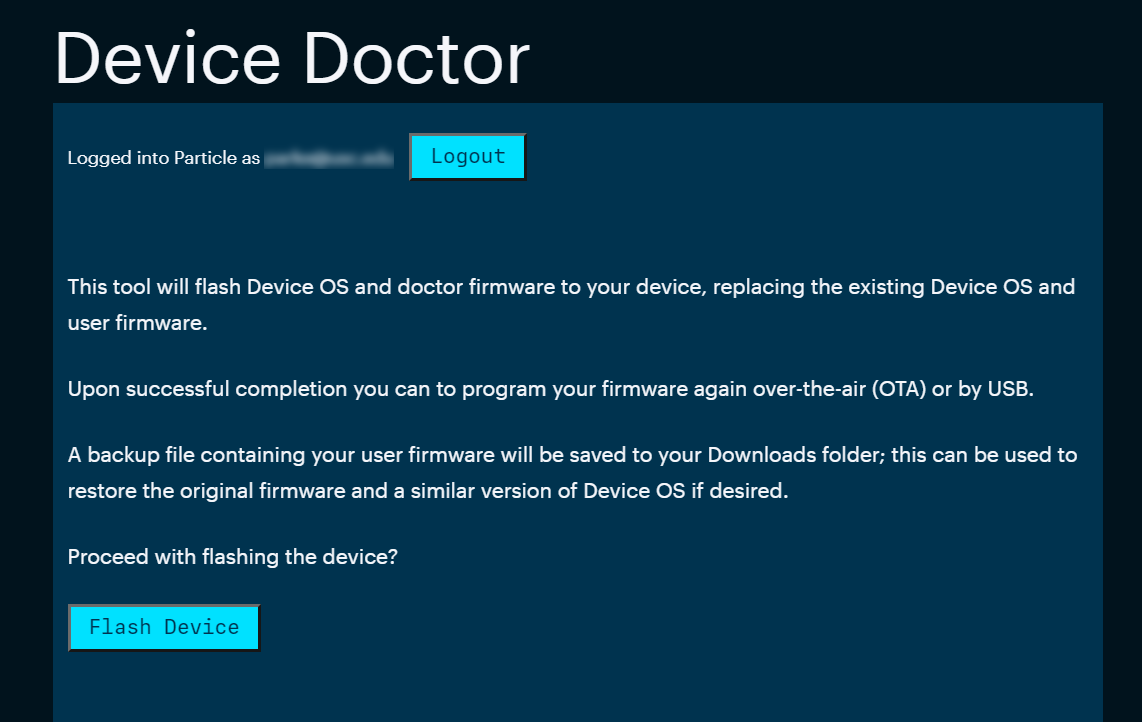 Device Doctor
Logged into Particle as
Logout
This tool will flash Device OS and doctor firmware to your device, replacing the existing Device OS and
user firmware.
Upon successful completion you can to program your firmware again over-the-air (OTA) or by USB.
A backup file containing your user firmware will be saved to your Downloads folder; this can be used to
restore the original firmware and a similar version of Device OS if desired.
Proceed with flashing the device?
Flash Device